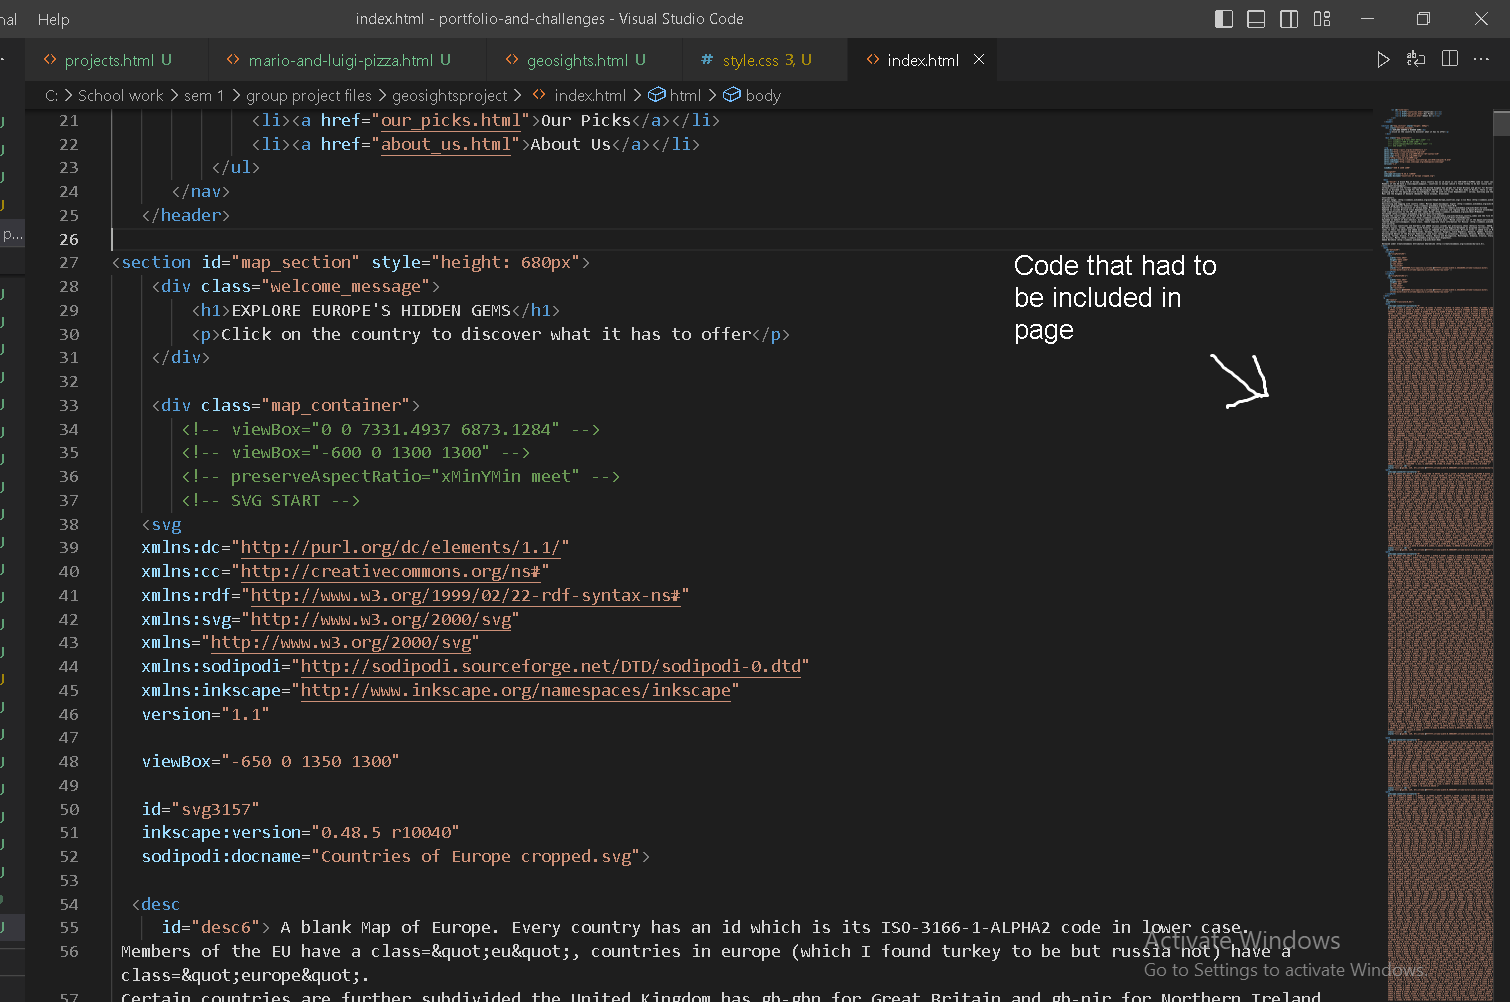 nal Help index.html - portfolio-and-challenges - Visual Studio Code
projects.html U mario-and-luigi-pizza.html U geosights.html U # style.css 3, U index.html
C: > School work > sem 1 > group project files > geosightsproject > index.html > html > body
21 <li><a href="our_picks.html">Our Picks</a></li>
22 <li><a href="about_us.html">About Us</a></li>
23 </ul>
24 </nav>
25 </header>
p... 26
27 <section id="map_section" style="height: 680px">
Code that had to
be included in
page
28 <div class="welcome_message">
29 <h1>EXPLORE EUROPE'S HIDDEN GEMS</h1>
30 <p>Click on the country to discover what it has to offer</p>
31 </div>
32
33 <div class="map_container">
34 <!-- viewBox="0 0 7331.4937 6873.1284" -->
35 <!-- viewBox="-600 0 1300 1300" -->
36 <!-- preserveAspectRatio="xMinYMin meet" -->
37 <!-- SVG START -->
38 <svg
39 xmlns:dc="http://purl.org/dc/elements/1.1/"
40 xmlns:cc="http://creativecommons.org/ns#"
41 xmlns:rdf="http://www.w3.org/1999/02/22-rdf-syntax-ns#"
42 xmlns:svg="http://www.w3.org/2000/svg"
43 xmlns="http://www.w3.org/2000/svg"
44 xmlns:sodipodi="http://sodipodi.sourceforge.net/DTD/sodipodi-0.dtd"
45 xmlns:inkscape="http://www.inkscape.org/namespaces/inkscape"
46 version="1.1"
47
48 viewBox="-650 0 1350 1300"
49
50 id="svg3157"
51 inkscape:version="0.48.5 r10040"
52 sodipodi:docname="Countries of Europe cropped.svg">
53
54 <desc
55 id="desc6"> A blank Map of Europe. Every country has an id which is its ISO-3166-1-ALPHA2 code in lower case.
56 Members of the EU have a class=&quot;eu&quot;, countries in europe (which I found turkey to be but russia not) have a
class=&quot;europe&quot;.
57 Certain countries are further subdivided the United Kingdom has gb-gbn for Great Britain and gb-nir for Northern Ireland
Activate Windows
Go to Settings to activate Windows.